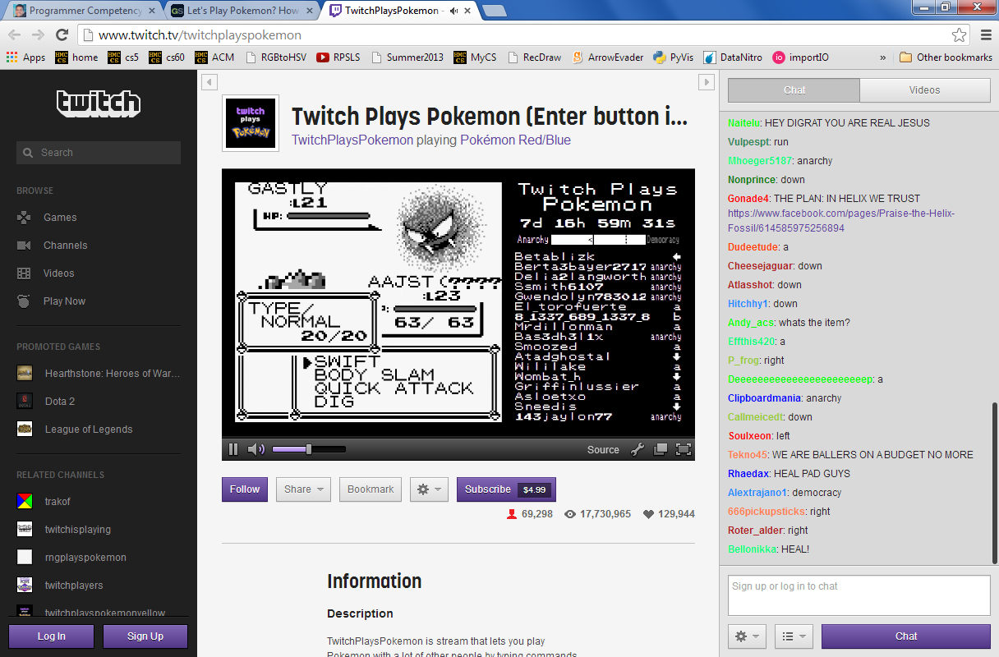 Programmer Competency
Let's Play Pokemon? How
TwitchPlaysPokemon -
www.twitch.tv/twitchplayspokemon
Apps
home
cs5
cs60
ACM
RGBtoHSV
RPSLS
Summer2013
MyCS
RecDraw
ArrowEvader
PyVis
DataNitro
importIO
»
Other bookmarks
twitch
Search
BROWSE
Games
Channels
Videos
Play Now
PROMOTED GAMES
Hearthstone: Heroes of War...
Dota 2
League of Legends
RELATED CHANNELS
trakof
twitchisplaying
rngplayspokemon
twitchplayers
twitchplayspokemonyellow
Log In
Sign Up
twitch
plays
Pokémon
Twitch Plays Pokemon (Enter button i...
TwitchPlaysPokemon playing Pokémon Red/Blue
GASTLY
:L21
HP:
AAJST (????
:L23
63/ 63
TYPE/
NORMAL
20/20
SWIFT
BODY SLAM
QUICK ATTACK
DIG
Twitch Plays
Pokemon
7d 16h 59m 31s
Anarchy < Democracy
Betablizk ←
Berta3bayer2717 anarchy
Delia2langworth anarchy
Ssmith6107 anarchy
Gwendolyn783012 anarchy
El_torofuerte a
8_1337_689_1337_8 b
Mrdillonman a
Bas3dh3l1x anarchy
Smoozed a
Atadghostal ↓
Wililake a
Wombat_h ↓
Griffinlussier a
Asloetxo a
Sneedis ↓
143jaylon77 anarchy
Source
Follow
Share
Bookmark
Subscribe $4.99
69,298
17,730,965
129,944
Information
Description
TwitchPlaysPokemon is stream that lets you play
Pokemon with a lot of other people by typing commands
Chat
Videos
Naitelu: HEY DIGRAT YOU ARE REAL JESUS
Vulpespt: run
Mhoeger5187: anarchy
Nonprince: down
Gonade4: THE PLAN: IN HELIX WE TRUST
https://www.facebook.com/pages/Praise-the-Helix-
Fossil/614585975256894
Dudeetude: a
Cheesejaguar: down
Atlasshot: down
Hitchhy1: down
Andy_acs: whats the item?
Effthis420: a
P_frog: right
Deeeeeeeeeeeeeeeeeeeeeeep: a
Clipboardmania: anarchy
Callmeicedt: down
Soulxeon: left
Tekno45: WE ARE BALLERS ON A BUDGET NO MORE
Rhaedax: HEAL PAD GUYS
Alextrajano1: democracy
666pickupsticks: right
Roter_alder: right
Bellonikka: HEAL!
Sign up or log in to chat
Chat